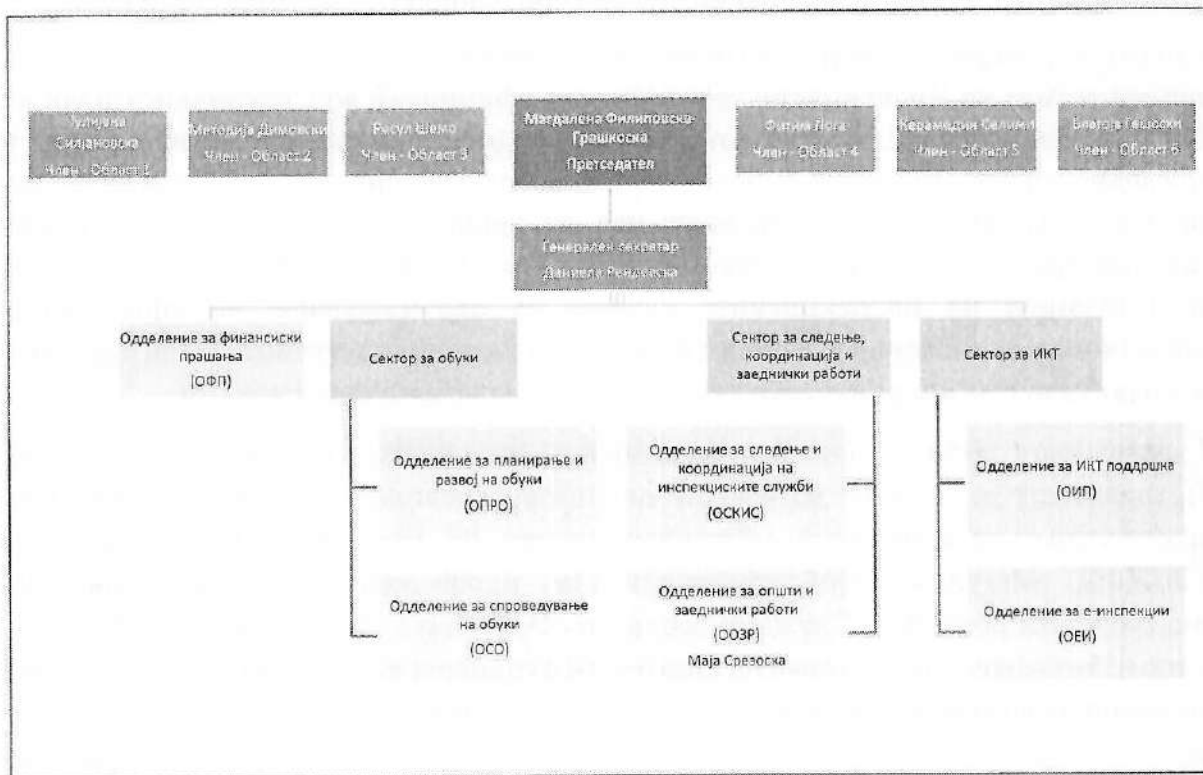 Силјановска
Член - Област 1
Методија Димовски
Член - Област 2
Ресул Шемо
Член - Област 3
Магдалена Филиповска-
Грашкоска
Претседател
Член - Област 4
Керамедин Селими
Член - Област 5
Член - Област 6
Генерален секретар
Даниела
Одделение за финансиски
прашања
(ОФП)
Сектор за обуки
Сектор за следење,
координација и
заеднички работи
Сектор за ИКТ
Одделение за планирање и
развој на обуки
(ОПРО)
Одделение за следење и
координација на
инспекциските служби
(ОСКИС)
Одделение за ИКТ поддршка
(ОИП)
Одделение за спроведување
на обуки
(ОСО)
Одделение за општи и
заеднички работи
(ООЗР)
Маја Срезоска
Одделение за е-инспекции
(ОЕИ)